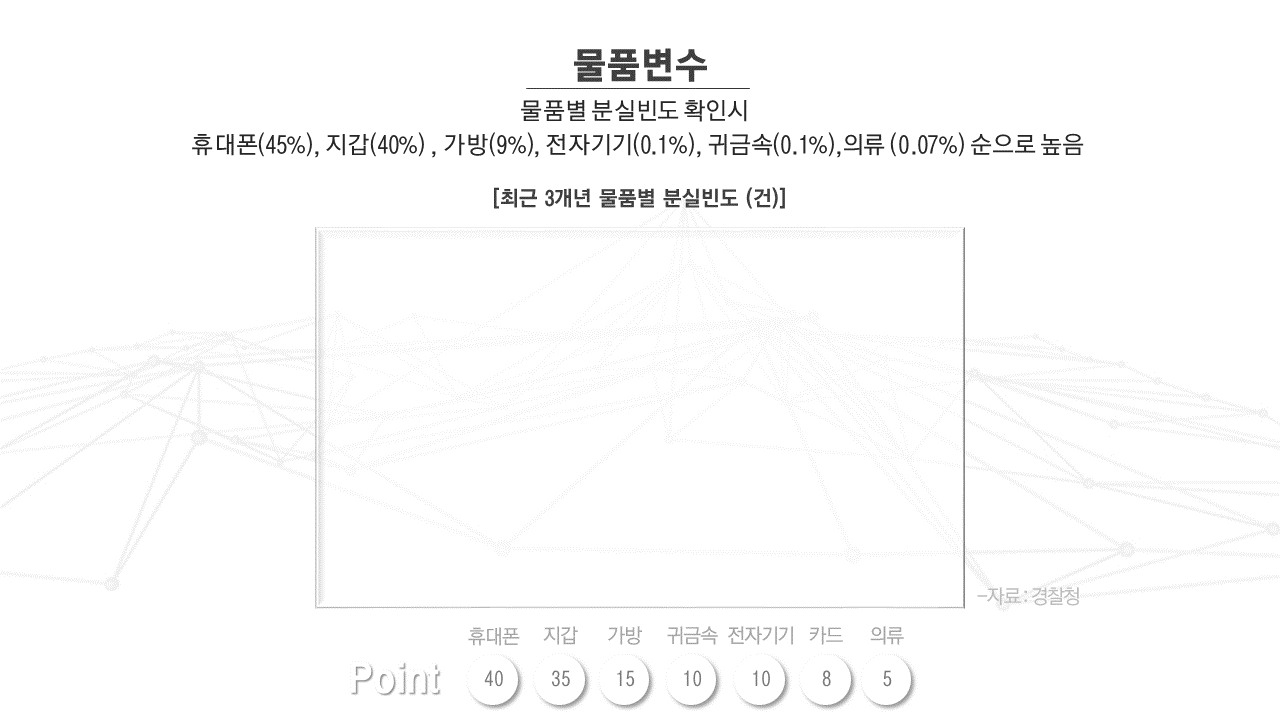 물품변수
물품별 분실빈도 확인시
휴대폰(45%), 지갑(40%) , 가방(9%), 전자기기(0.1%), 귀금속(0.1%),의류 (0.07%) 순으로 높음
[최근 3개년 물품별 분실빈도 (건)]
-자료 : 경찰청
휴대폰 지갑 가방 귀금속 전자기기 카드 의류
Point 40 35 15 10 10 8 5